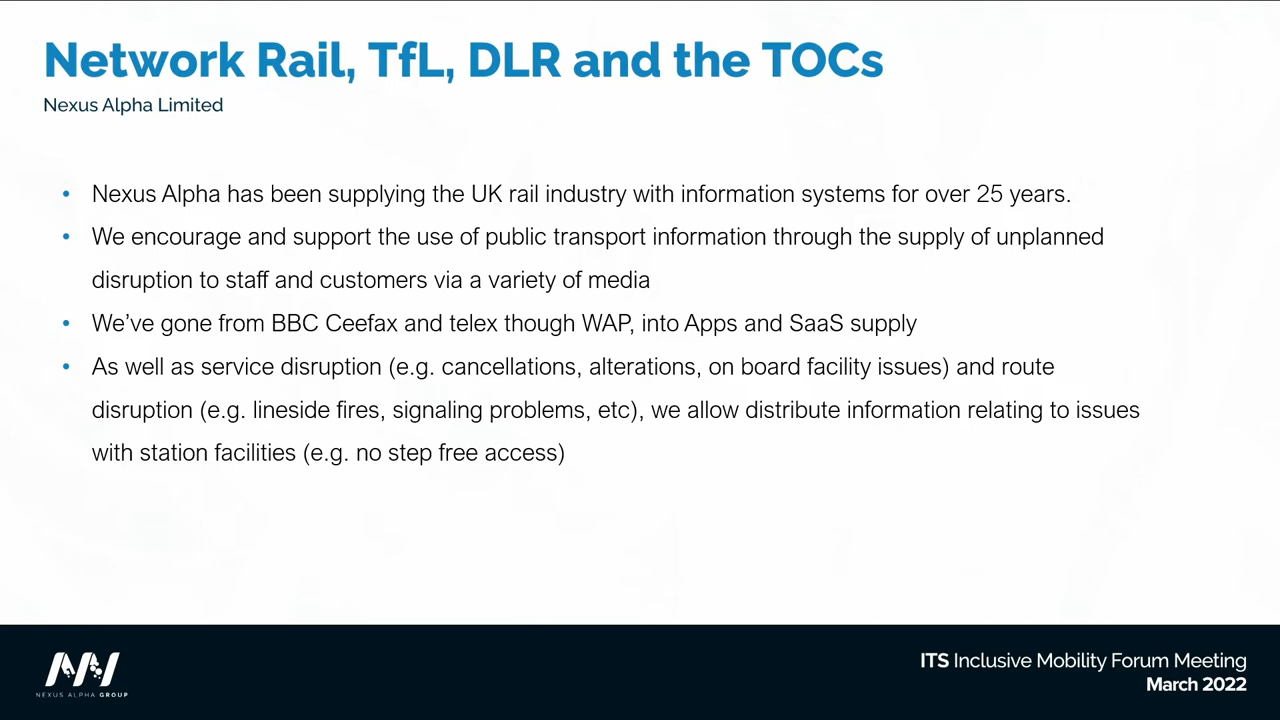 Network Rail, TfL, DLR and the TOCs
Nexus Alpha Limited
• Nexus Alpha has been supplying the UK rail industry with information systems for over 25 years.
• We encourage and support the use of public transport information through the supply of unplanned
disruption to staff and customers via a variety of media
• We’ve gone from BBC Ceefax and telex though WAP, into Apps and SaaS supply
• As well as service disruption (e.g. cancellations, alterations, on board facility issues) and route
disruption (e.g. lineside fires, signaling problems, etc), we allow distribute information relating to issues
with station facilities (e.g. no step free access)
NEXUS ALPHA GROUP
ITS Inclusive Mobility Forum Meeting
March 2022